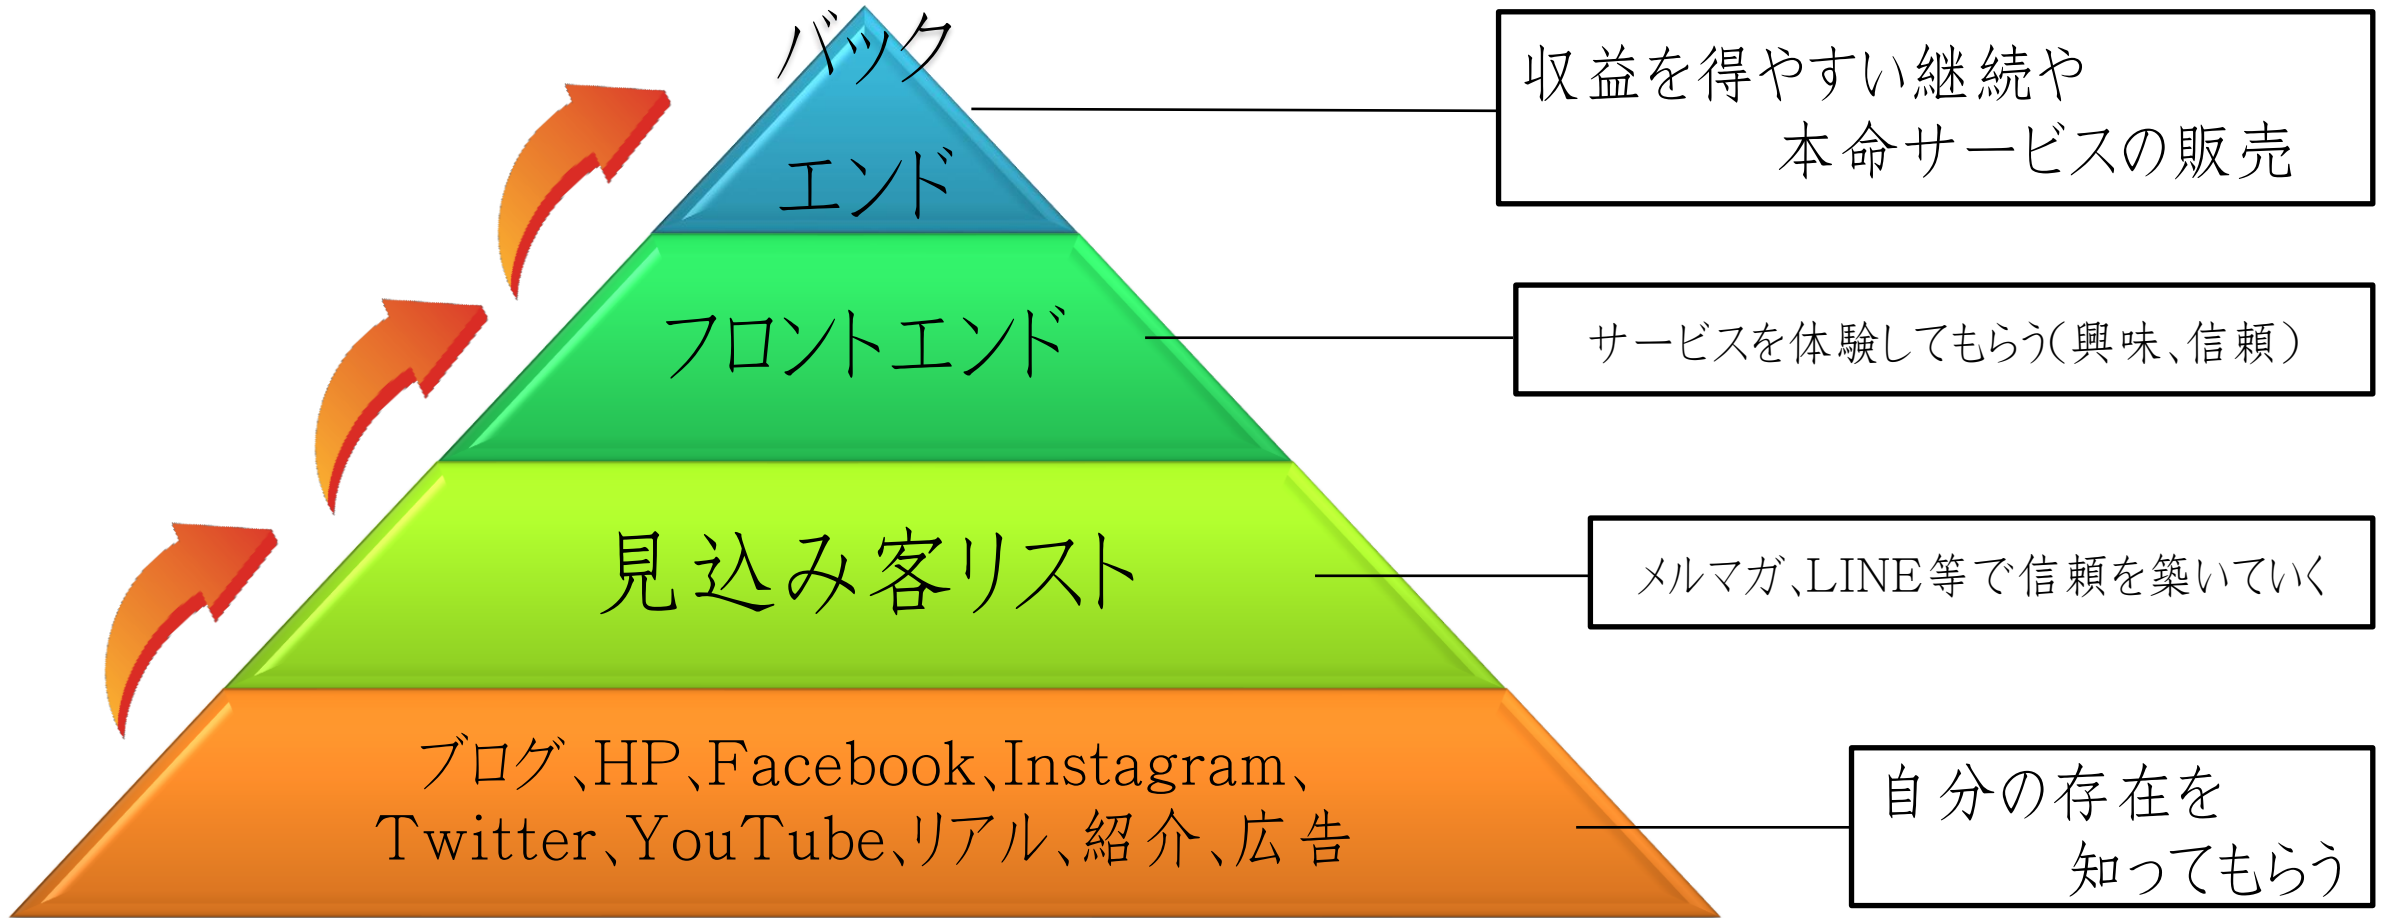 バック
エンド
収益を得やすい継続や
本命サービスの販売
フロントエンド
サービスを体験してもらう(興味、信頼)
見込み客リスト
メルマガ、LINE等で信頼を築いていく
ブログ、HP、Facebook、Instagram、
Twitter、YouTube、リアル、紹介、広告
自分の存在を
知ってもらう